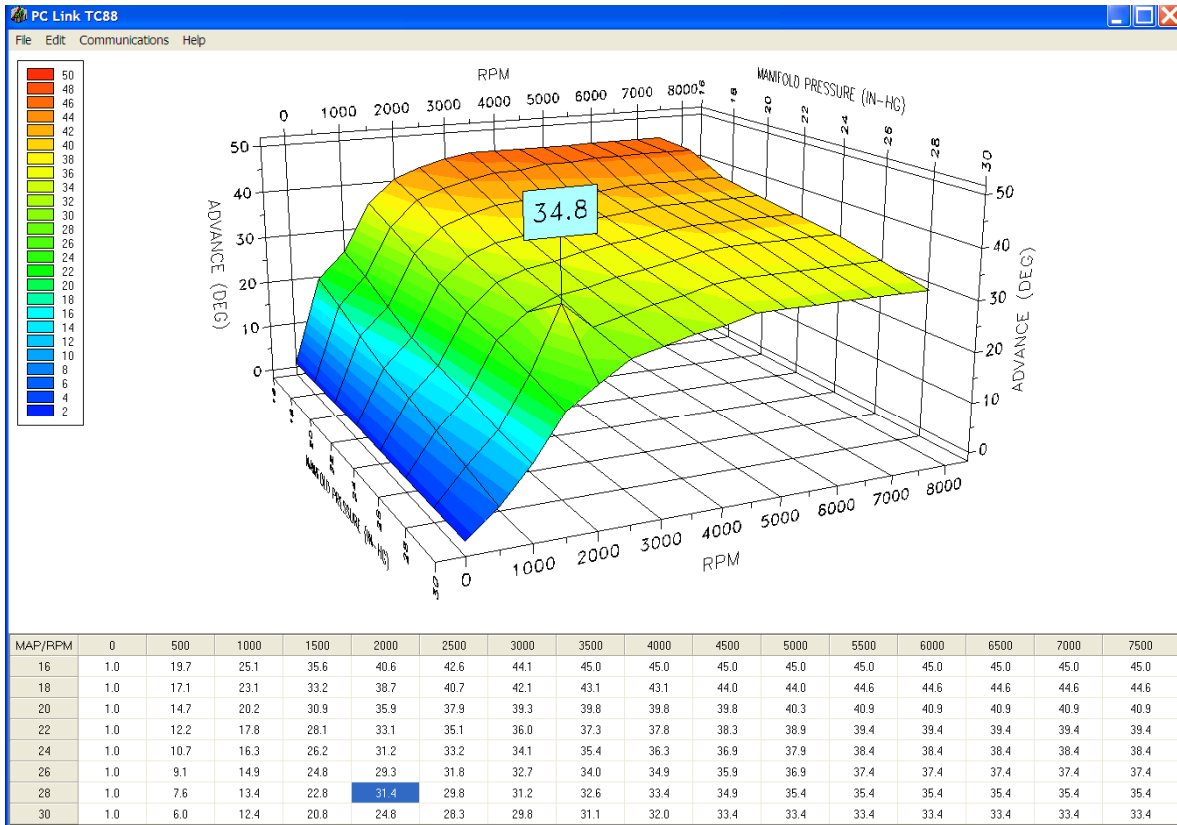 PC Link TC88
File Edit Communications Help
50
48
46
44
42
40
38
36
34
32
30
28
26
24
22
20
18
16
14
12
10
8
6
4
2
RPM
0 1000 2000 3000 4000 5000 6000 7000 8000
MANIFOLD PRESSURE (IN-HG)
16 18 20 22 24 26 28 30
ADVANCE (DEG)
50
40
30
20
10
0
34.8
50
40
30
20
10
0
ADVANCE (DEG)
MANIFOLD PRESSURE (IN-HG)
28
30
0 1000 2000 3000 4000 5000 6000 7000 8000
RPM
MAP/RPM 0 500 1000 1500 2000 2500 3000 3500 4000 4500 5000 5500 6000 6500 7000 7500
16 1.0 19.7 25.1 35.6 40.6 42.6 44.1 45.0 45.0 45.0 45.0 45.0 45.0 45.0 45.0 45.0
18 1.0 17.1 23.1 33.2 38.7 40.7 42.1 43.1 43.1 44.0 44.0 44.6 44.6 44.6 44.6 44.6
20 1.0 14.7 20.2 30.9 35.9 37.9 39.3 39.8 39.8 39.8 40.3 40.9 40.9 40.9 40.9 40.9
22 1.0 12.2 17.8 28.1 33.1 35.1 36.0 37.3 37.8 38.3 38.9 39.4 39.4 39.4 39.4 39.4
24 1.0 10.7 16.3 26.2 31.2 33.2 34.1 35.4 36.3 36.9 37.9 38.4 38.4 38.4 38.4 38.4
26 1.0 9.1 14.9 24.8 29.3 31.8 32.7 34.0 34.9 35.9 36.9 37.4 37.4 37.4 37.4 37.4
28 1.0 7.6 13.4 22.8 31.4 29.8 31.2 32.6 33.4 34.9 35.4 35.4 35.4 35.4 35.4 35.4
30 1.0 6.0 12.4 20.8 24.8 28.3 29.8 31.1 32.0 33.4 33.4 33.4 33.4 33.4 33.4 33.4